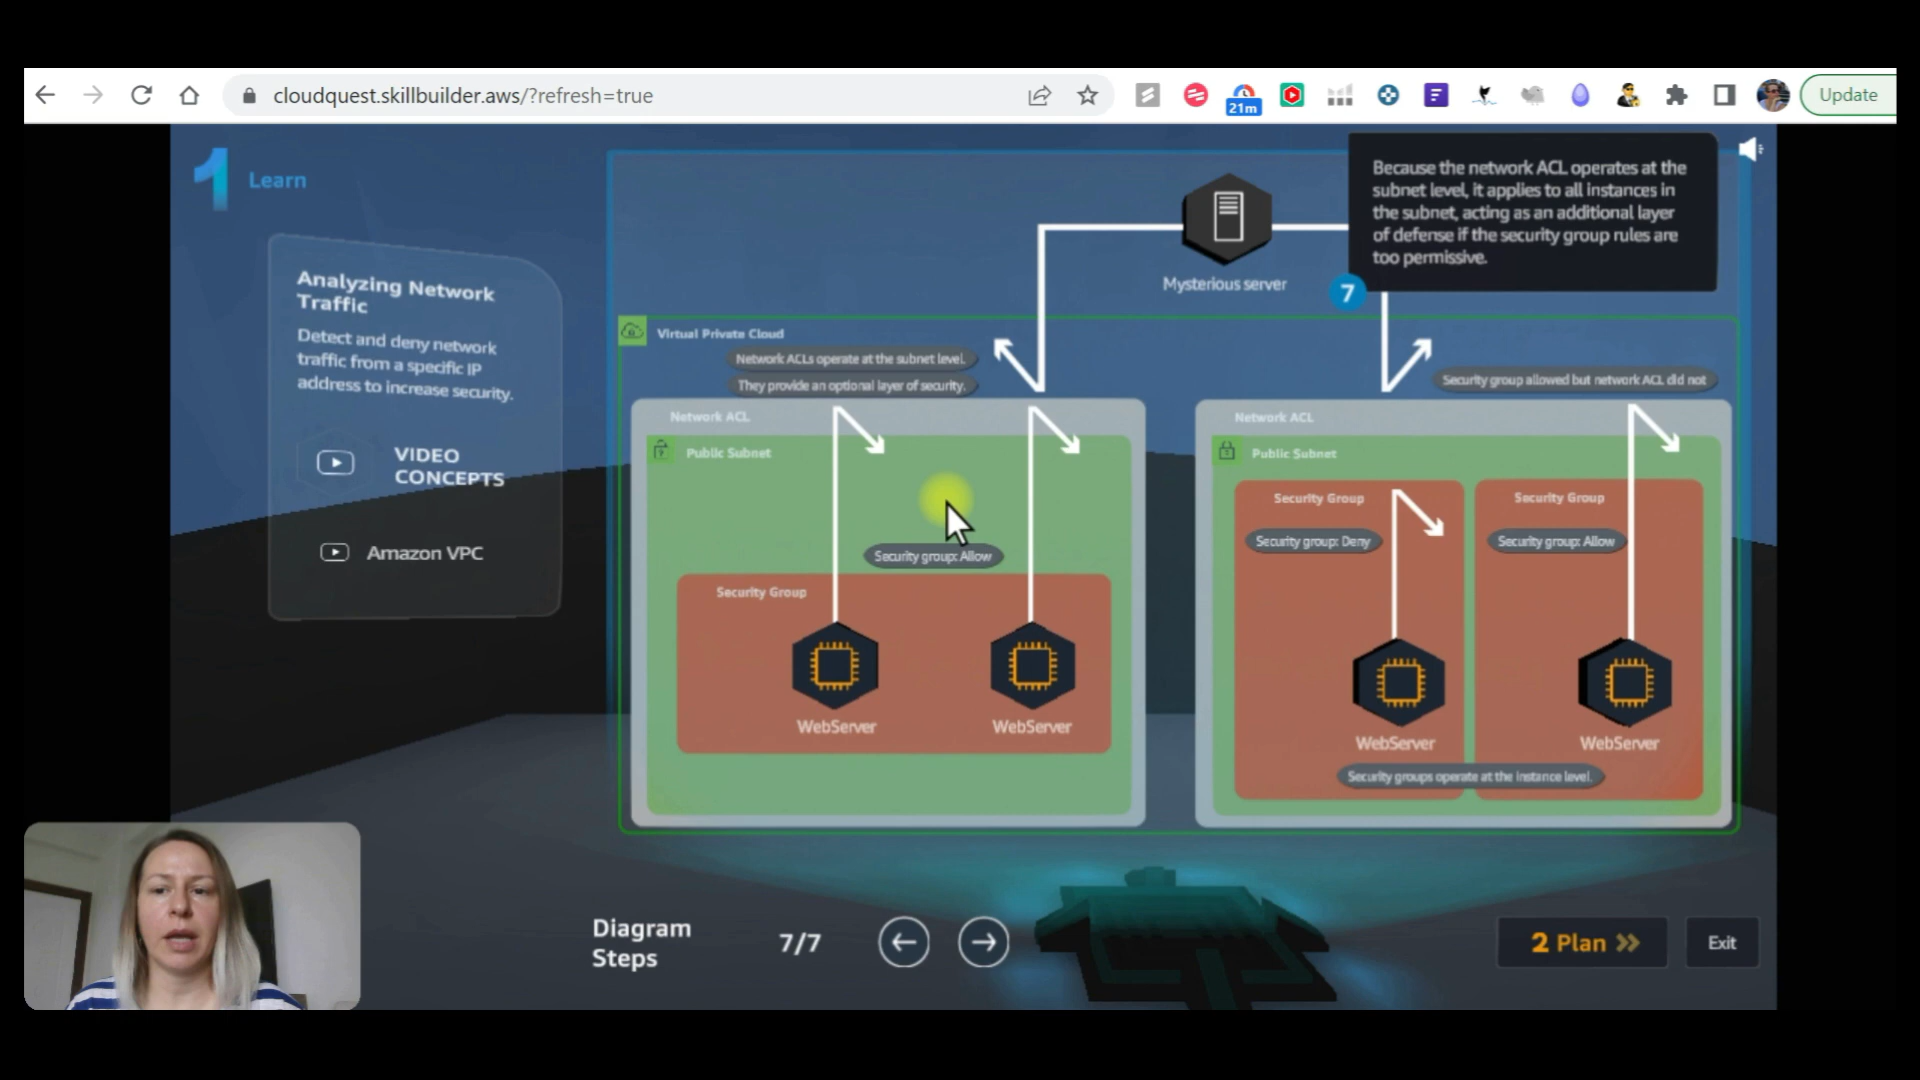 cloudquest.skillbuilder.aws/?refresh=true
21m
Update
1 Learn
Analyzing Network
Traffic
Detect and deny network
traffic from a specific IP
address to increase security.
VIDEO
CONCEPTS
Amazon VPC
Because the network ACL operates at the
subnet level, it applies to all instances in
the subnet, acting as an additional layer
of defense if the security group rules are
too permissive.
Mysterious server
7
Virtual Private Cloud
Network ACLs operate at the subnet level.
They provide an optional layer of security.
Security group allowed but network ACL did not
Network ACL
Public Subnet
Security group: Allow
Security Group
WebServer
WebServer
Network ACL
Public Subnet
Security Group
Security group: Deny
WebServer
Security Group
Security group: Allow
WebServer
Security groups operate at the instance level.
Diagram
Steps
7/7
2 Plan
Exit